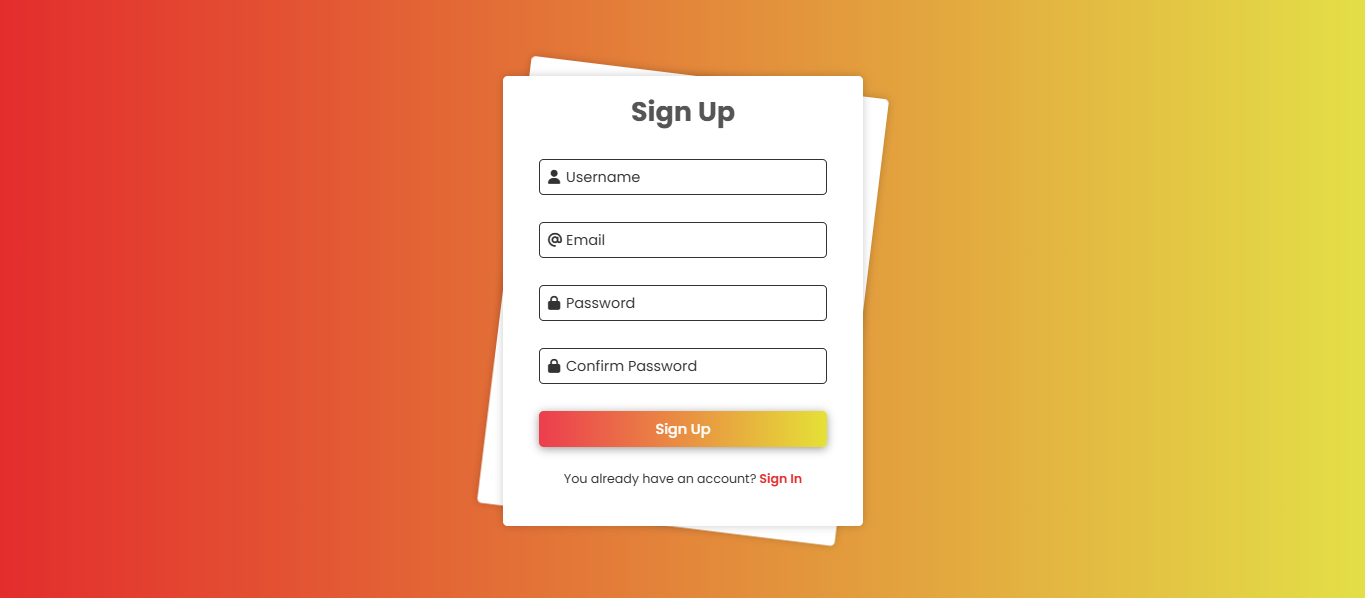 Sign Up
Username
Email
Password
Confirm Password
Sign Up
You already have an account? Sign In